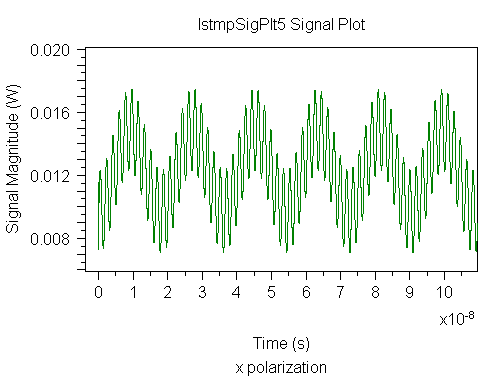 lstmpSigPlt5 Signal Plot
0.020
0.016
0.012
0.008
Signal Magnitude (W)
0 1 2 3 4 5 6 7 8 9 10
x10-8
Time (s)
x polarization